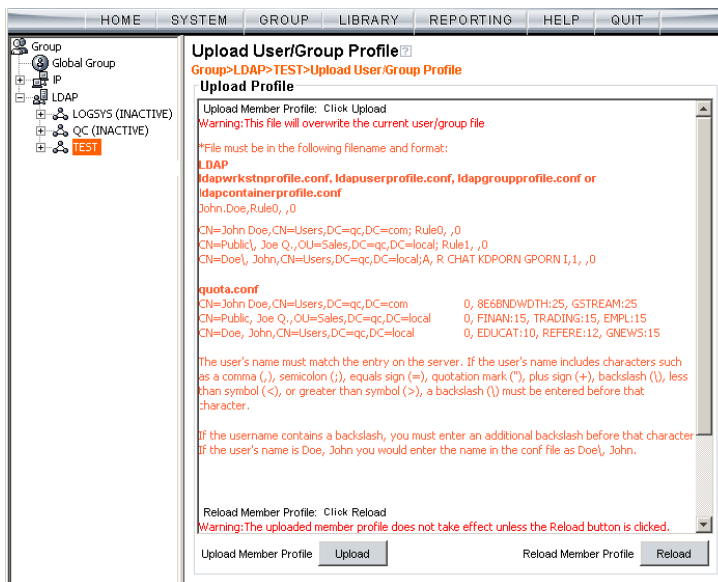 HOME SYSTEM GROUP LIBRARY REPORTING HELP QUIT
Group
Global Group
IP
LDAP
LOGSYS (INACTIVE)
QC (INACTIVE)
TEST
Upload User/Group Profile?
Group>LDAP>TEST>Upload User/Group Profile
Upload Profile
Upload Member Profile: Click Upload
Warning:This file will overwrite the current user/group file
*File must be in the following filename and format:
LDAP
ldapwrkstnprofile.conf, ldapuserprofile.conf, ldapgroupprofile.conf or
ldapcontainerprofile.conf
John.Doe,Rule0, ,0
CN=John Doe,CN=Users,DC=qc,DC=com; Rule0, ,0
CN=Public\, Joe Q.,OU=Sales,DC=qc,DC=local; Rule1, ,0
CN=Doe\, John,CN=Users,DC=qc,DC=local;A, R CHAT KDPORN GPORN I,1, ,0
quota.conf
CN=John Doe,CN=Users,DC=qc,DC=com 0, 8E6BNDWDTH:25, GSTREAM:25
CN=Public, Joe Q.,OU=Sales,DC=qc,DC=local 0, FINAN:15, TRADING:15, EMPL:15
CN=Doe, John,CN=Users,DC=qc,DC=local 0, EDUCAT:10, REFERE:12, GNEWS:15
The user's name must match the entry on the server. If the user's name includes characters such
as a comma (,), semicolon (;), equals sign (=), quotation mark ("), plus sign (+), backslash (\), less
than symbol (<), or greater than symbol (>), a backslash (\) must be entered before that
character.
If the username contains a backslash, you must enter an additional backslash before that character
If the user's name is Doe, John you would enter the name in the conf file as Doe\, John.
Reload Member Profile: Click Reload
Warning:The uploaded member profile does not take effect unless the Reload button is clicked.
Upload Member Profile Upload Reload Member Profile Reload